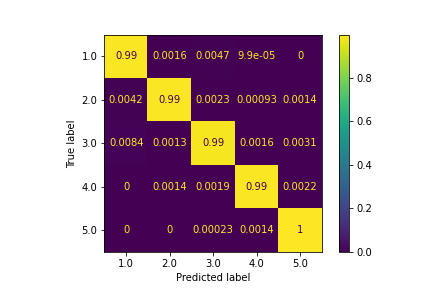 1.0 0.99 0.0016 0.0047 9.9e-05 0
2.0 0.0042 0.99 0.0023 0.00093 0.0014
3.0 0.0084 0.0013 0.99 0.0016 0.0031
4.0 0 0.0014 0.0019 0.99 0.0022
5.0 0 0 0.00023 0.0014 1
1.0 2.0 3.0 4.0 5.0
Predicted label
True label
0.8
0.6
0.4
0.2
0.0